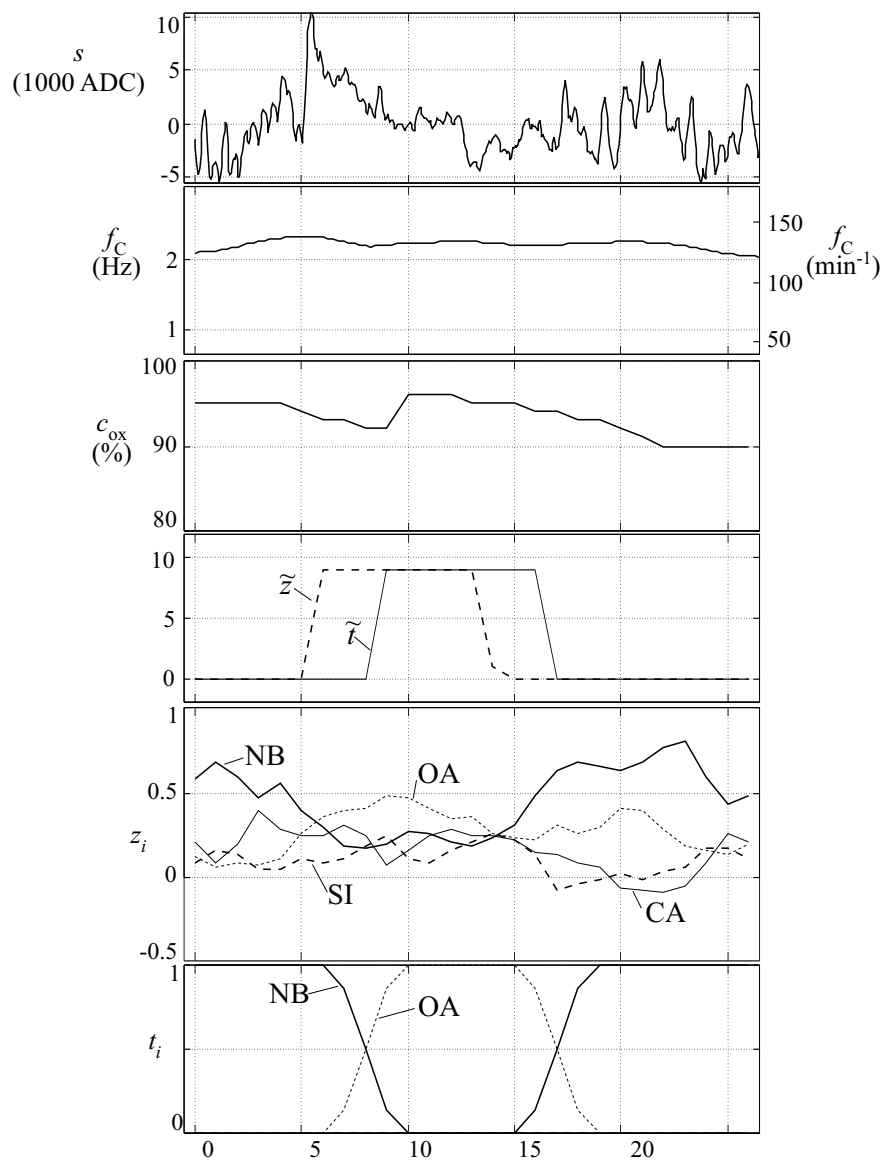 10
s
(1000 ADC)
5
0
-5
f_C
(Hz)
2
1
150
f_C
(min⁻¹)
100
50
100
c_ox
(%)
90
80
10
5
0
z̃
t̃
1
NB
OA
0.5
z_i
0
SI
CA
-0.5
1
NB
OA
t_i
0
0 5 10 15 20